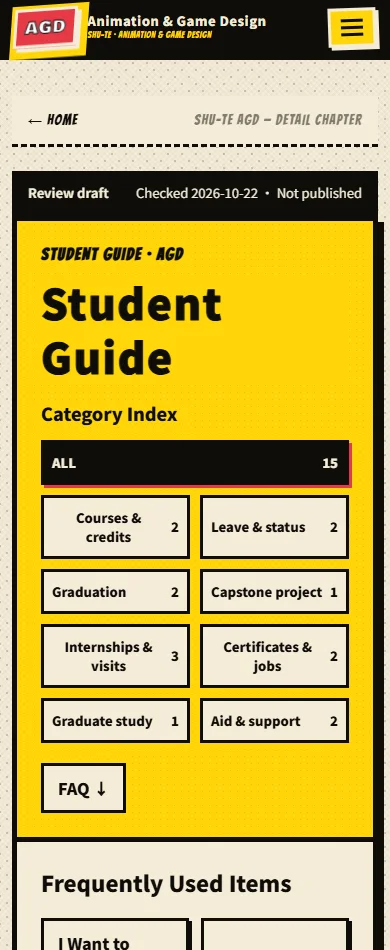 AGD
Animation & Game Design
SHU-TE · ANIMATION & GAME DESIGN
← HOME
SHU-TE AGD — DETAIL CHAPTER
Review draft
Checked 2026-10-22 • Not published
STUDENT GUIDE · AGD
Student
Guide
Category Index
ALL 15
Courses &
credits 2
Leave & status 2
Graduation 2
Capstone project 1
Internships &
visits 3
Certificates &
jobs 2
Graduate study 1
Aid & support 2
FAQ ↓
Frequently Used Items
I Want to